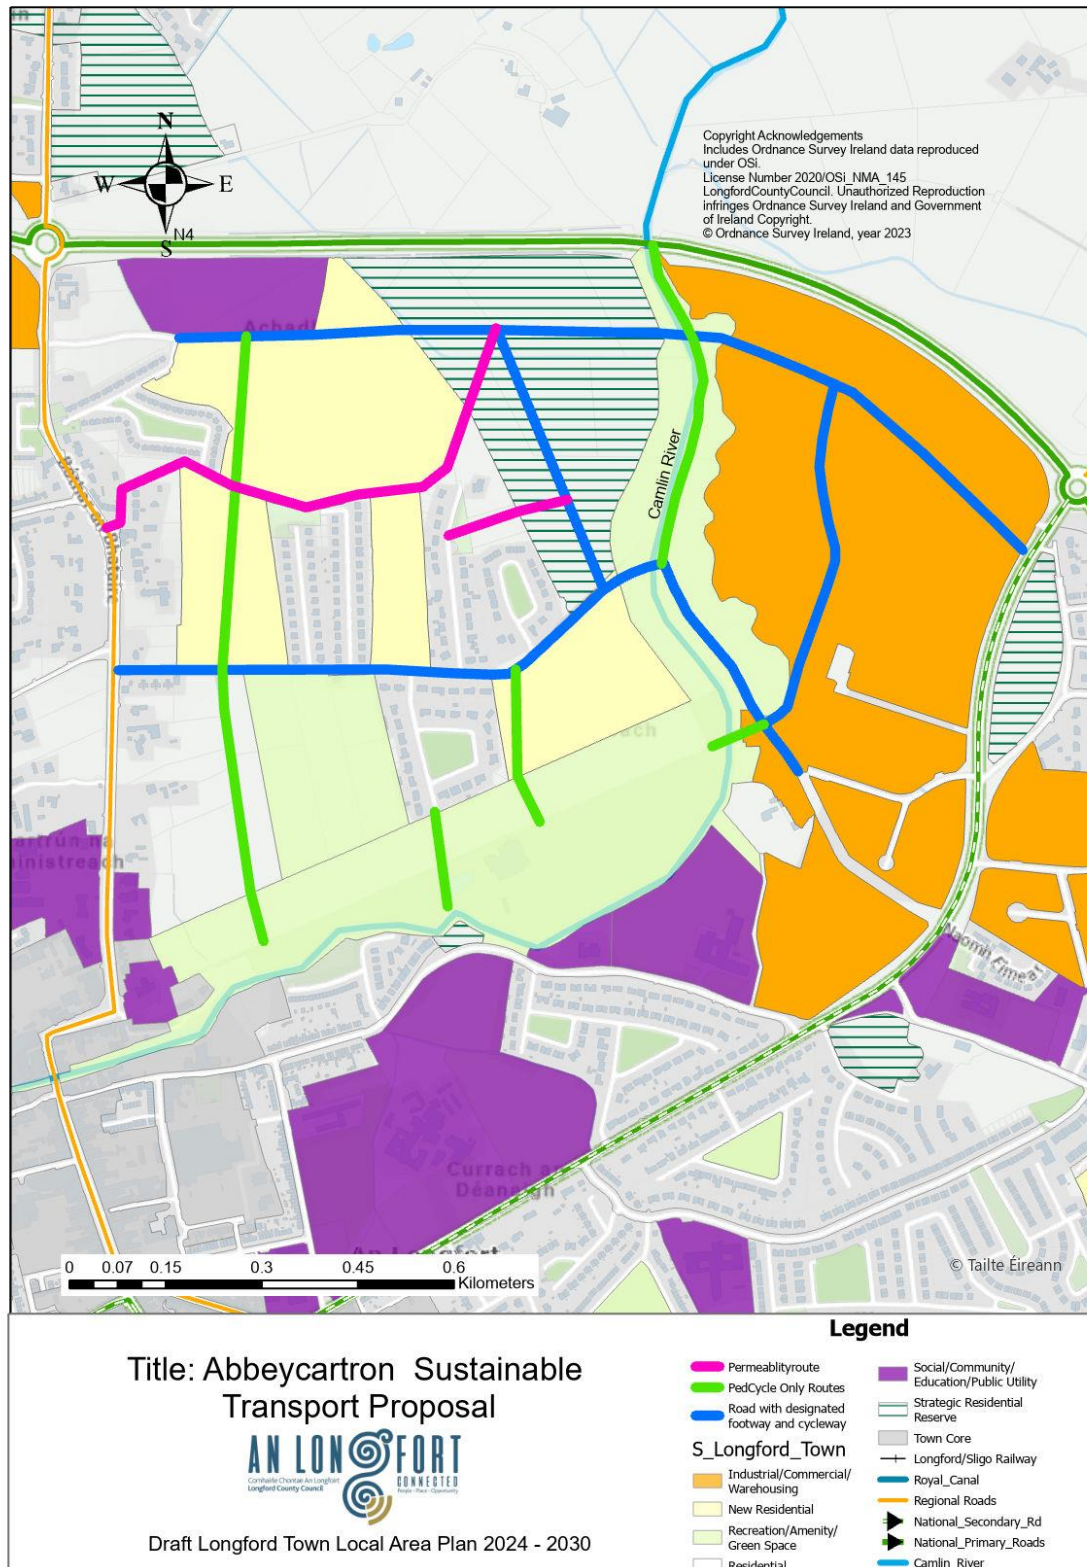 N
W E
S
N4
Copyright Acknowledgements
Includes Ordnance Survey Ireland data reproduced
under OSi.
License Number 2020/OSi_NMA_145
LongfordCountyCouncil. Unauthorized Reproduction
infringes Ordnance Survey Ireland and Government
of Ireland Copyright.
© Ordnance Survey Ireland, year 2023
Camlin River
Currach an
Déanaigh
An Longfort
© Tailte Éireann
0 0.07 0.15 0.3 0.45 0.6
Kilometers
Title: Abbeycartron Sustainable
Transport Proposal
AN LONGFORT
Comhairle Chontae An Longfoirt
Longford County Council
CONNECTED
People - Place - Opportunity
Draft Longford Town Local Area Plan 2024 - 2030
Legend
Permeablityroute
PedCycle Only Routes
Road with designated
footway and cycleway
S_Longford_Town
Industrial/Commercial/
Warehousing
New Residential
Recreation/Amenity/
Green Space
Residential
Social/Community/
Education/Public Utility
Strategic Residential
Reserve
Town Core
Longford/Sligo Railway
Royal_Canal
Regional Roads
National_Secondary_Rd
National_Primary_Roads
Camlin_River